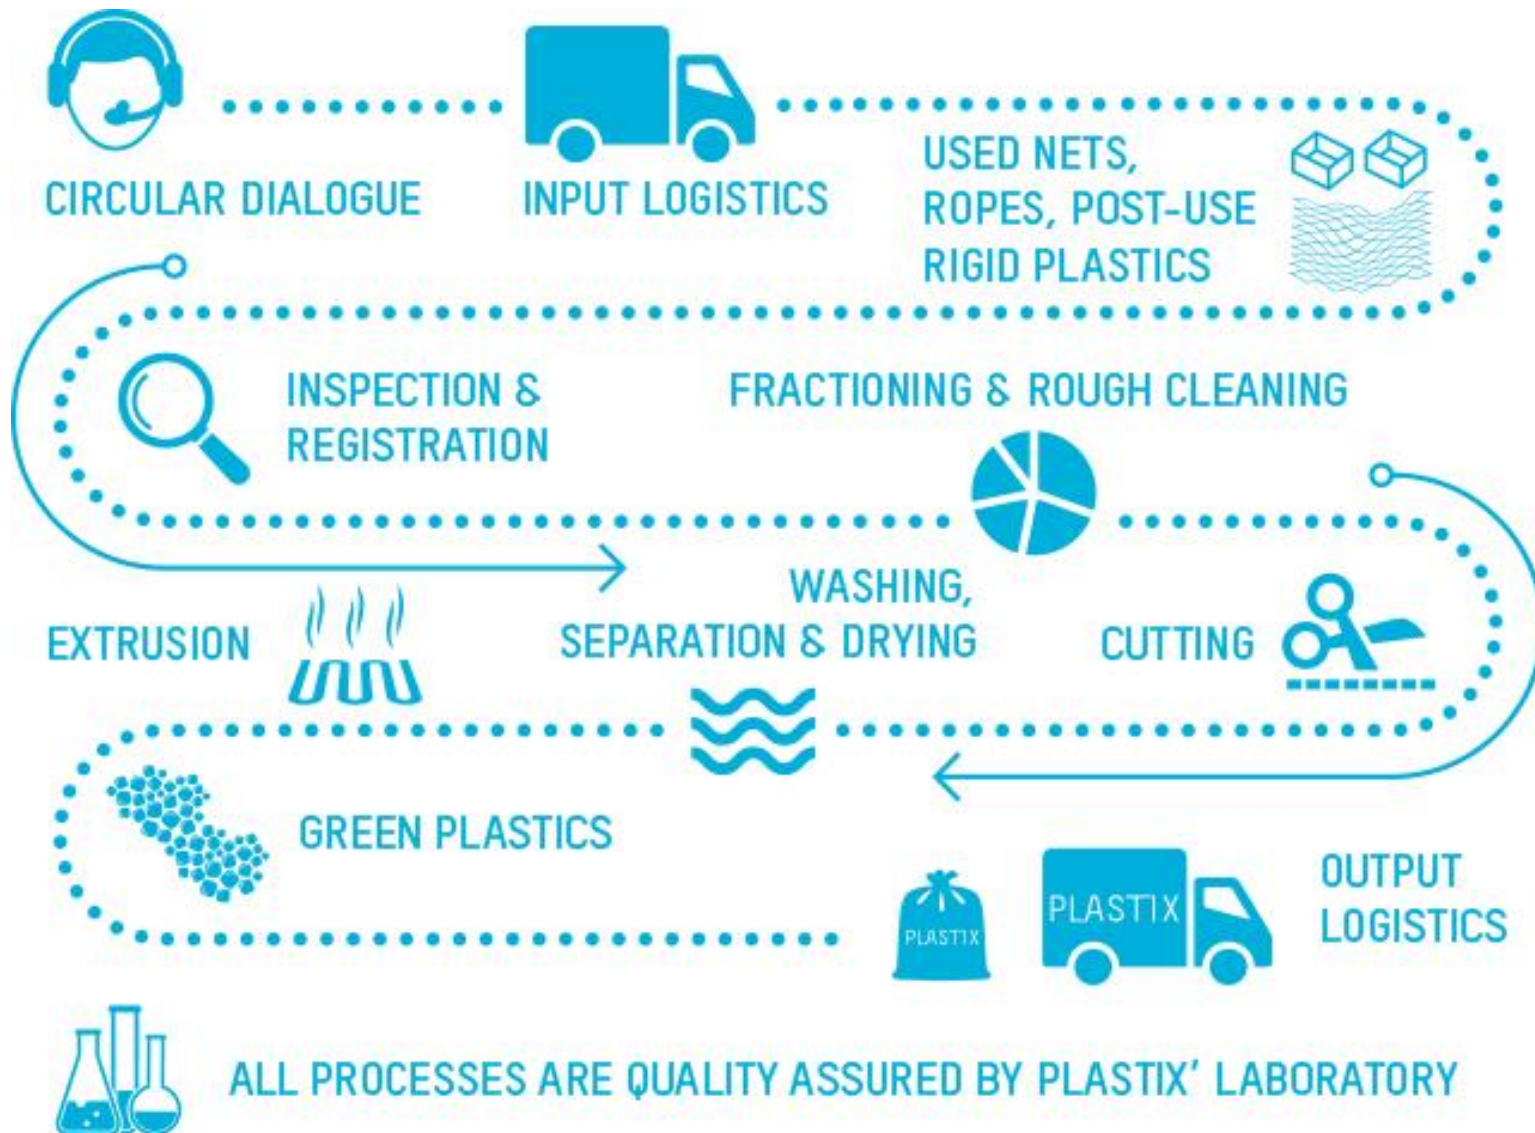 CIRCULAR DIALOGUE
INPUT LOGISTICS
USED NETS,
ROPES, POST-USE
RIGID PLASTICS
INSPECTION &
REGISTRATION
FRACTIONING & ROUGH CLEANING
EXTRUSION
WASHING,
SEPARATION & DRYING
CUTTING
GREEN PLASTICS
PLASTIX
PLASTIX
OUTPUT
LOGISTICS
ALL PROCESSES ARE QUALITY ASSURED BY PLASTIX' LABORATORY